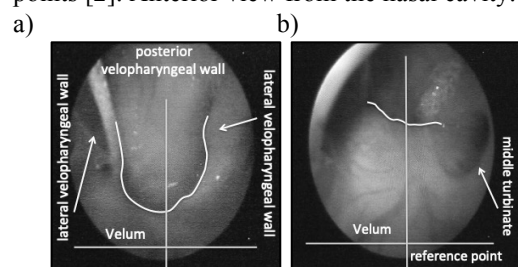 points [2]. Anterior view from the nasal cavity.
a)
b)
posterior
velopharyngeal wall
lateral velopharyngeal wall
lateral velopharyngeal
wall
Velum
middle
turbinate
Velum
reference point